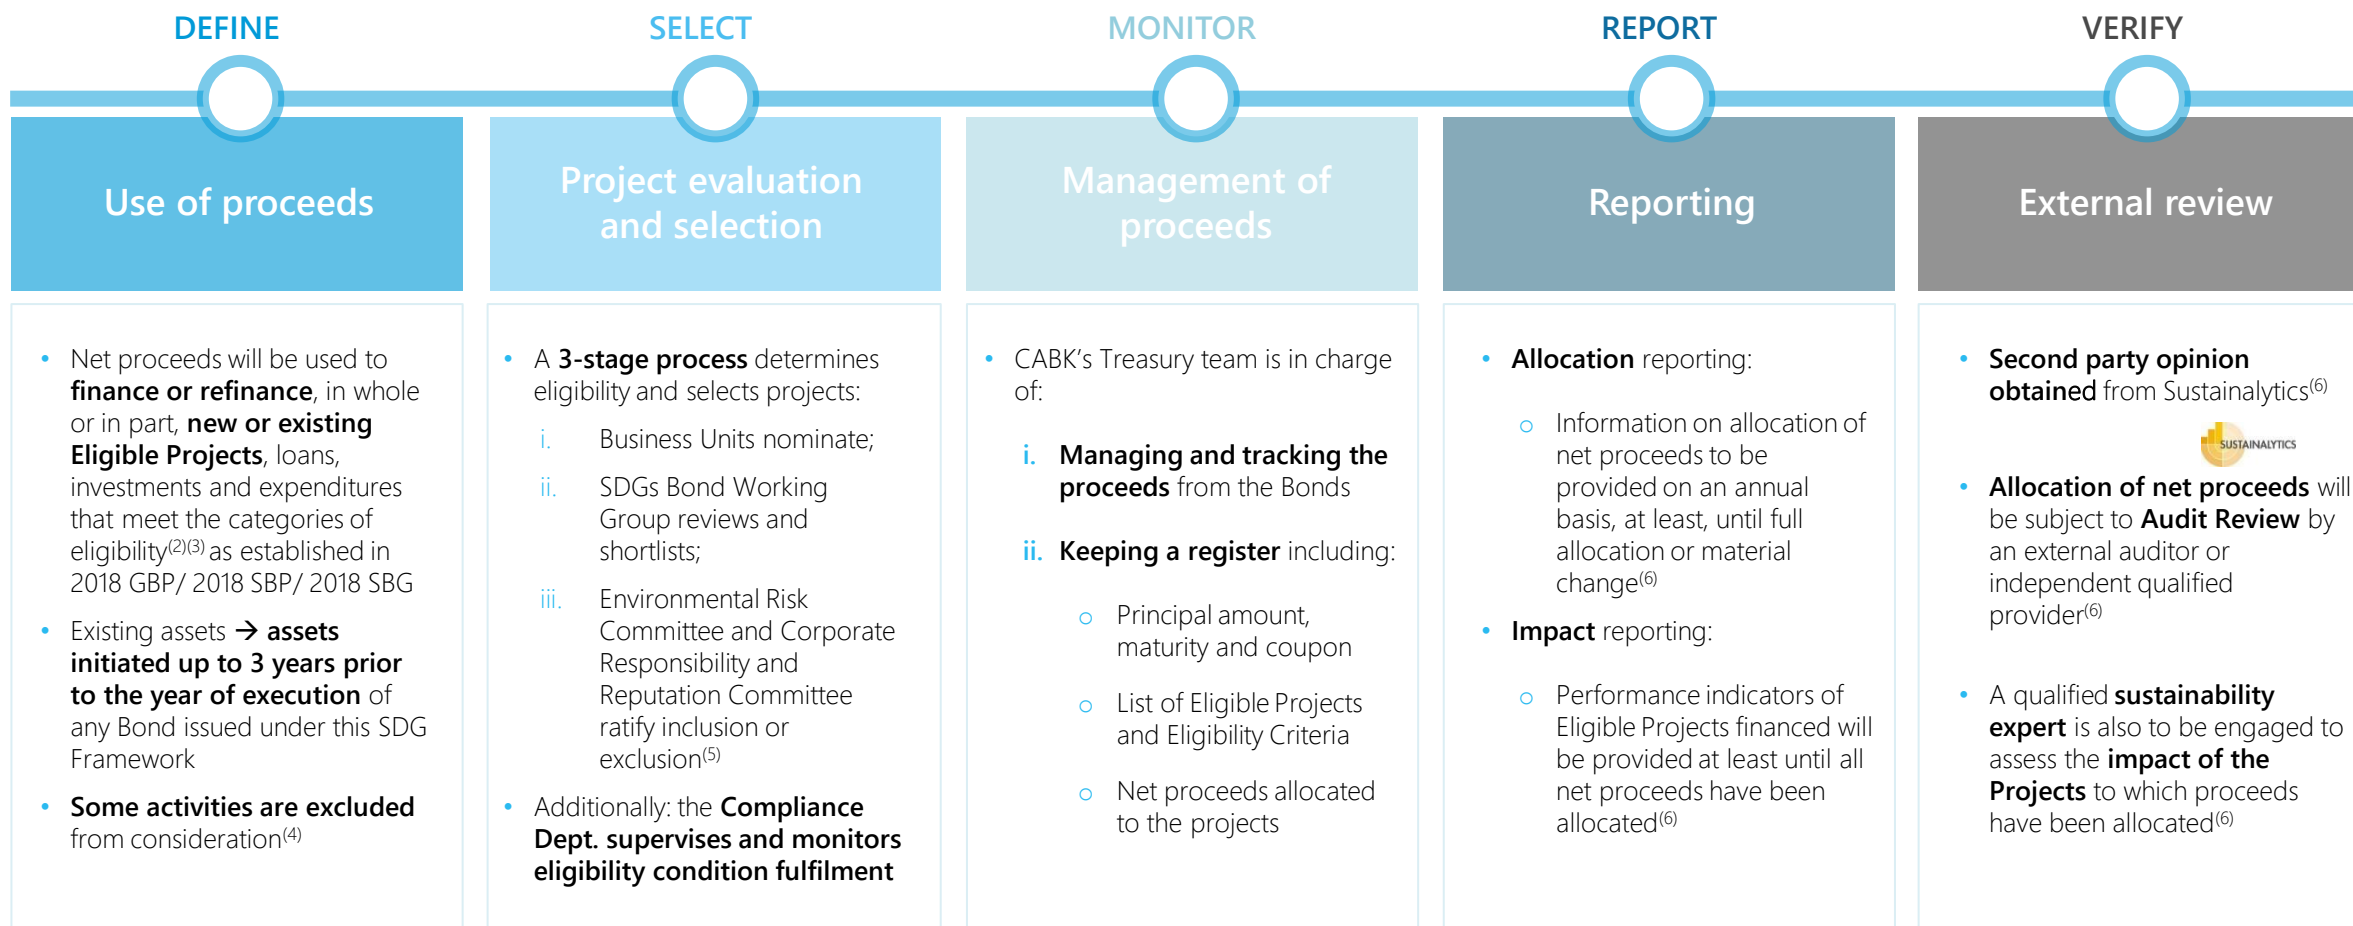 DEFINE
SELECT
MONITOR
REPORT
VERIFY
Use of proceeds
Project evaluation
and selection
Management of
proceeds
Reporting
External review
• Net proceeds will be used to
finance or refinance, in whole
or in part, new or existing
Eligible Projects, loans,
investments and expenditures
that meet the categories of
eligibility(2)(3) as established in
2018 GBP/ 2018 SBP/ 2018 SBG
• Existing assets → assets
initiated up to 3 years prior
to the year of execution of
any Bond issued under this SDG
Framework
• Some activities are excluded
from consideration(4)
• A 3-stage process determines
eligibility and selects projects:
i. Business Units nominate;
ii. SDGs Bond Working
Group reviews and
shortlists;
iii. Environmental Risk
Committee and Corporate
Responsibility and
Reputation Committee
ratify inclusion or
exclusion(5)
• Additionally: the Compliance
Dept. supervises and monitors
eligibility condition fulfilment
• CABK's Treasury team is in charge
of:
i. Managing and tracking the
proceeds from the Bonds
ii. Keeping a register including:
o Principal amount,
maturity and coupon
o List of Eligible Projects
and Eligibility Criteria
o Net proceeds allocated
to the projects
• Allocation reporting:
o Information on allocation of
net proceeds to be
provided on an annual
basis, at least, until full
allocation or material
change(6)
• Impact reporting:
o Performance indicators of
Eligible Projects financed will
be provided at least until all
net proceeds have been
allocated(6)
• Second party opinion
obtained from Sustainalytics(6)
SUSTAINALYTICS
• Allocation of net proceeds will
be subject to Audit Review by
an external auditor or
independent qualified
provider(6)
• A qualified sustainability
expert is also to be engaged to
assess the impact of the
Projects to which proceeds
have been allocated(6)